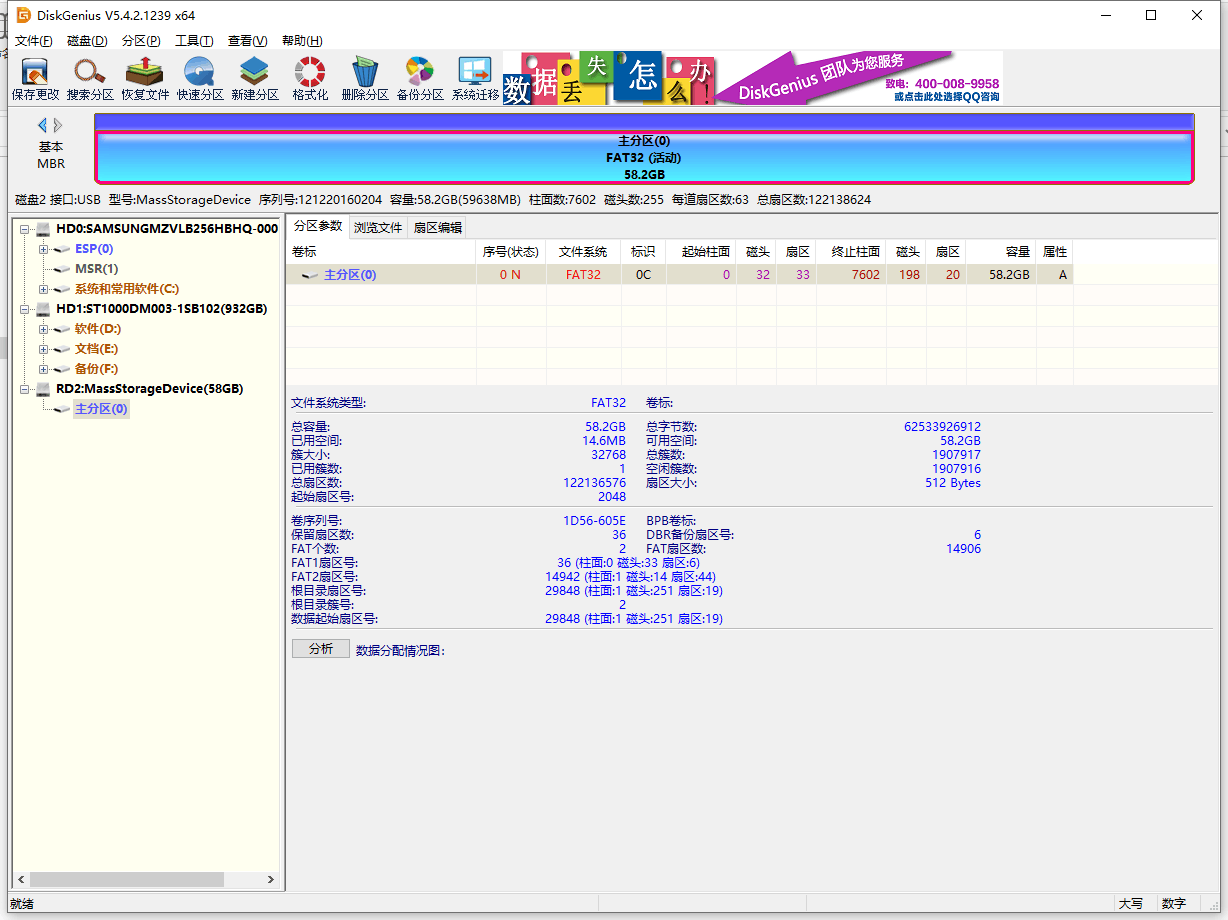 DiskGenius V5.4.2.1239 x64
文件(F) 磁盘(D) 分区(P) 工具(T) 查看(V) 帮助(H)
保存更改 搜索分区 恢复文件 快速分区 新建分区 格式化 删除分区 备份分区 系统迁移
数据丢失怎么办!
DiskGenius 团队为您服务
致电: 400-008-9958
或点击此处选择QQ咨询
基本
MBR
主分区(0)
FAT32 (活动)
58.2GB
磁盘2 接口:USB 型号:MassStorageDevice 序列号:121220160204 容量:58.2GB(59638MB) 柱面数:7602 磁头数:255 每道扇区数:63 总扇区数:122138624
HD0:SAMSUNGMZVLB256HBHQ-000
ESP(0)
MSR(1)
系统和常用软件(C:)
HD1:ST1000DM003-1SB102(932GB)
软件(D:)
文档(E:)
备份(F:)
RD2:MassStorageDevice(58GB)
主分区(0)
分区参数 浏览文件 扇区编辑
卷标 序号(状态) 文件系统 标识 起始柱面 磁头 扇区 终止柱面 磁头 扇区 容量 属性
主分区(0) 0 N FAT32 0C 0 32 33 7602 198 20 58.2GB A
文件系统类型: FAT32 卷标:
总容量: 58.2GB 总字节数: 62533926912
已用空间: 14.6MB 可用空间: 58.2GB
簇大小: 32768 总簇数: 1907917
已用簇数: 1 空闲簇数: 1907916
总扇区数: 122136576 扇区大小: 512 Bytes
起始扇区号: 2048
卷序列号: 1D56-605E BPB卷标:
保留扇区数: 36 DBR备份扇区号: 6
FAT个数: 2 FAT扇区数: 14906
FAT1扇区号: 36 (柱面:0 磁头:33 扇区:6)
FAT2扇区号: 14942 (柱面:1 磁头:14 扇区:44)
根目录扇区号: 29848 (柱面:1 磁头:251 扇区:19)
根目录簇号: 2
数据起始扇区号: 29848 (柱面:1 磁头:251 扇区:19)
分析 数据分配情况图:
就绪 大写 数字